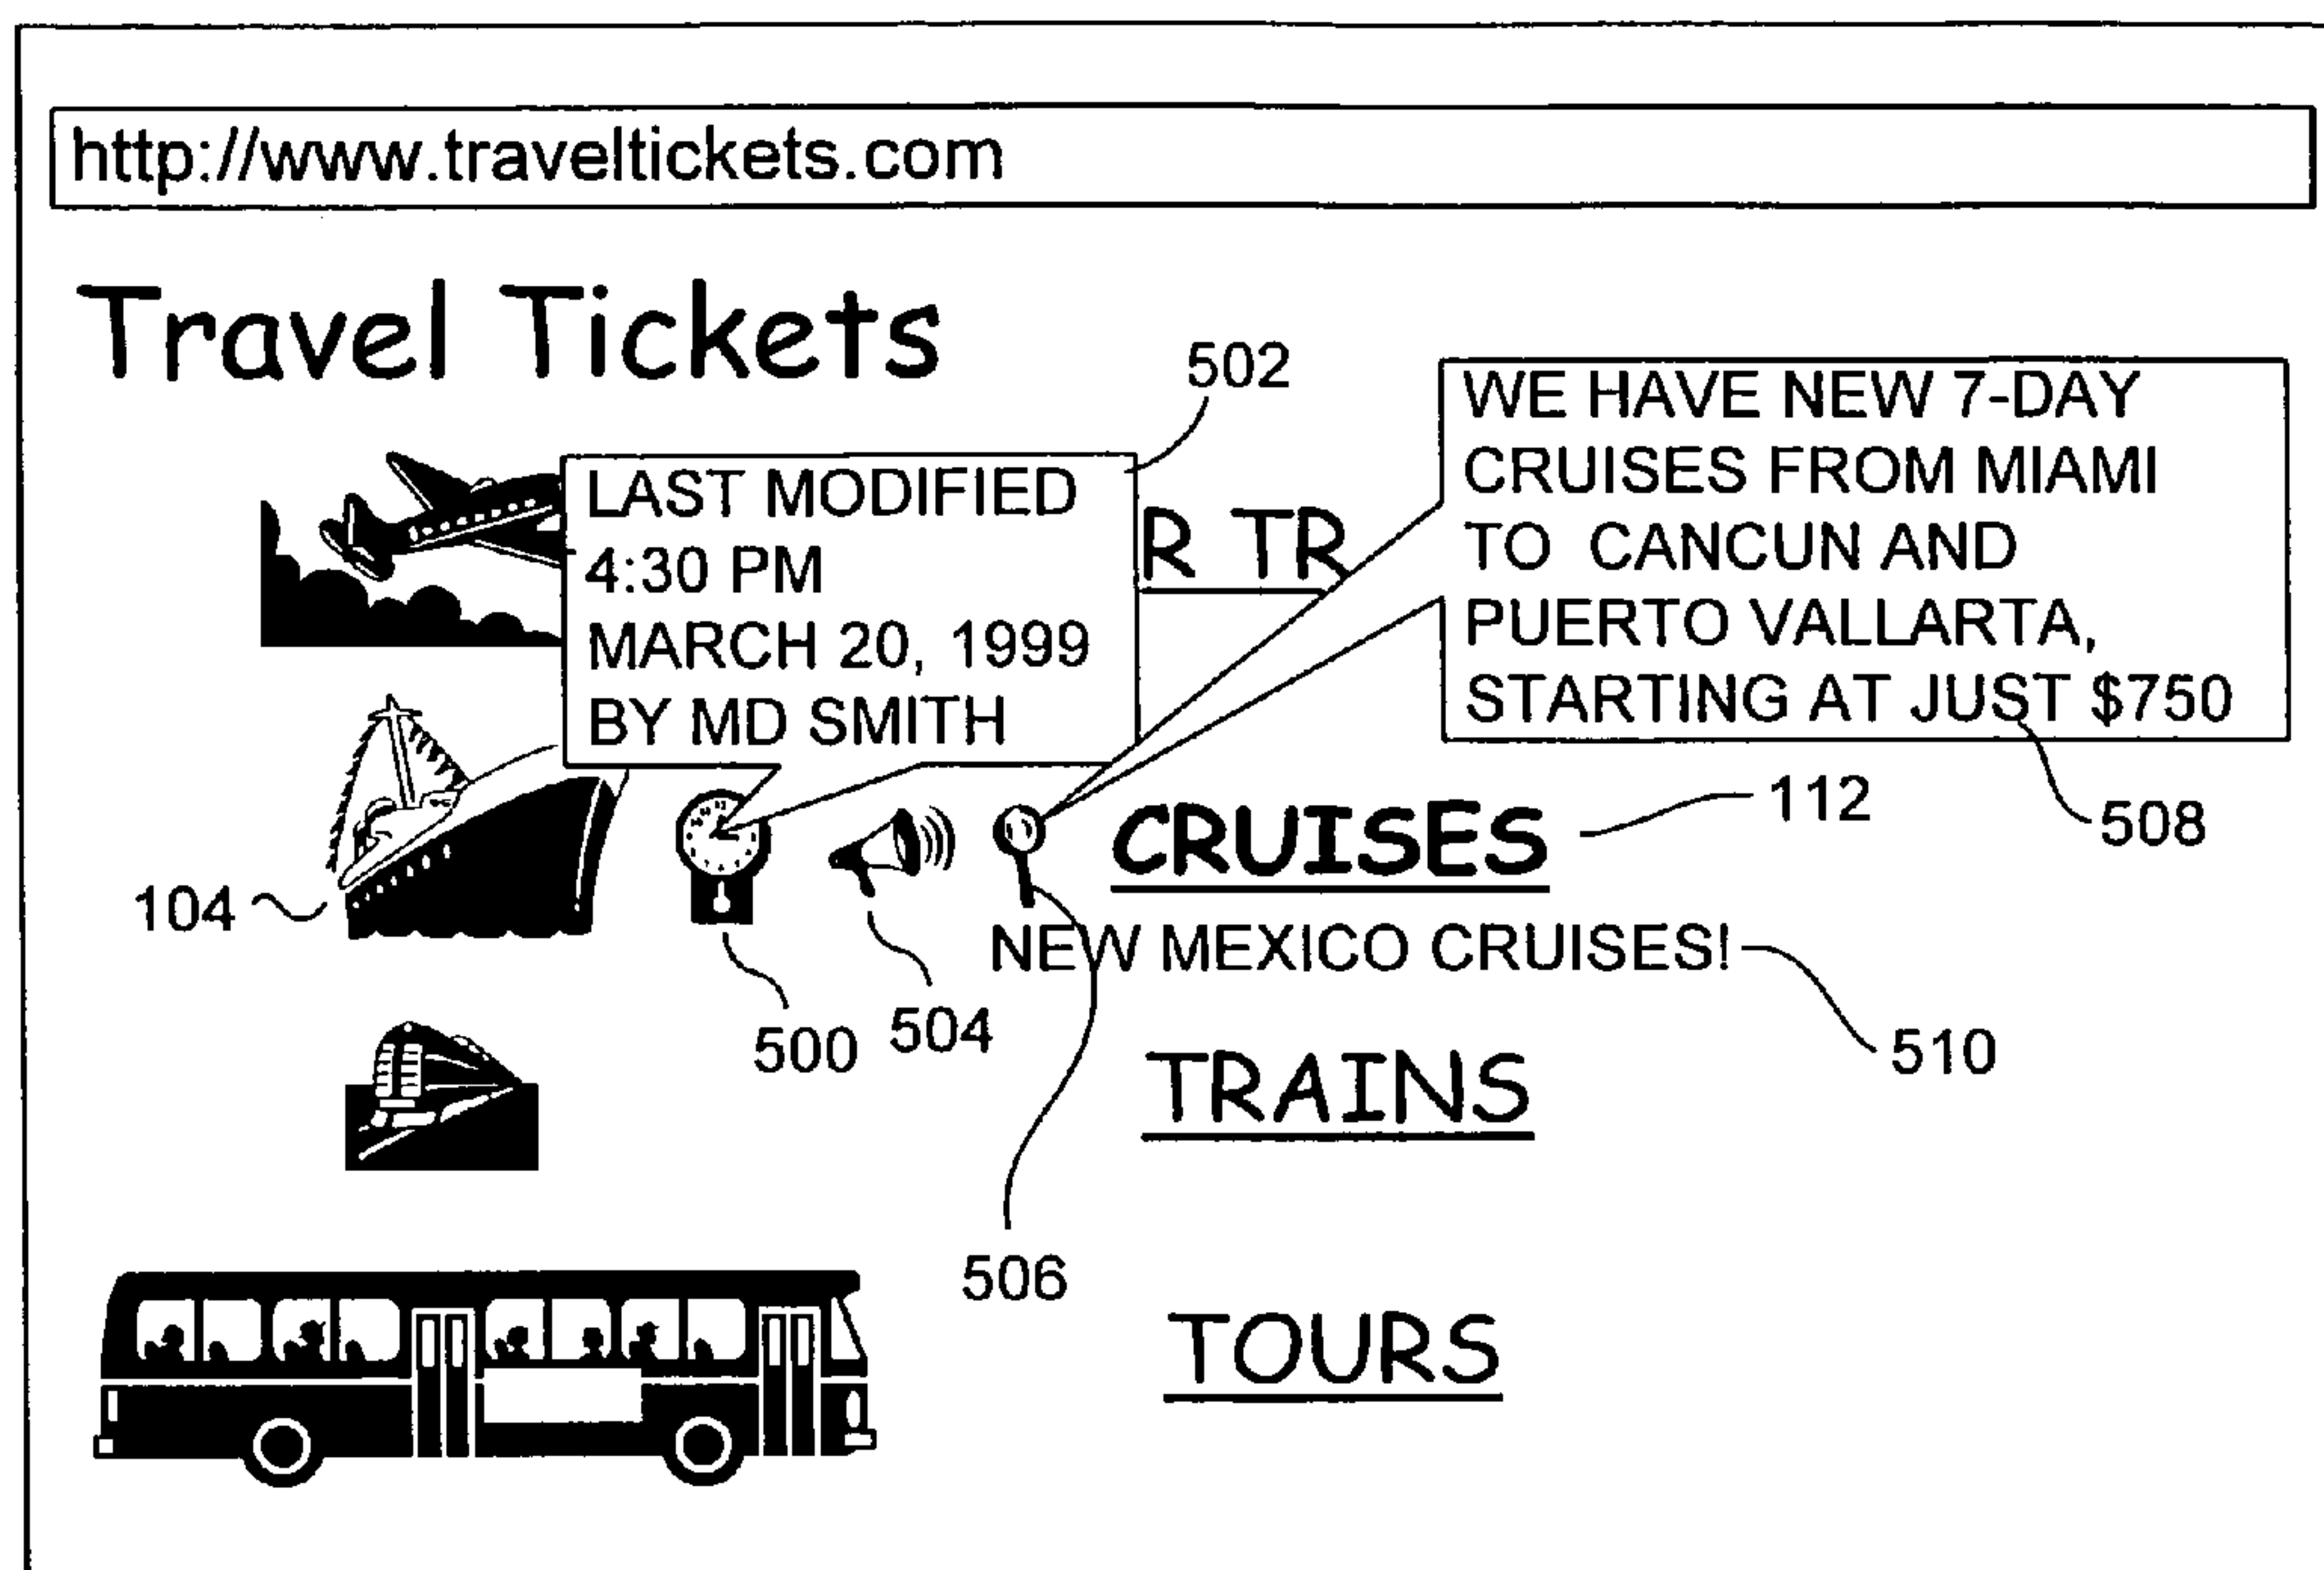 http://www.traveltickets.com
Travel Tickets
502
WE HAVE NEW 7-DAY
CRUISES FROM MIAMI
TO CANCUN AND
PUERTO VALLARTA,
STARTING AT JUST $750
LAST MODIFIED
4:30 PM
MARCH 20, 1999
BY MD SMITH
R TR
112
508
CRUISES
104
NEW MEXICO CRUISES!
500
504
510
TRAINS
506
TOURS